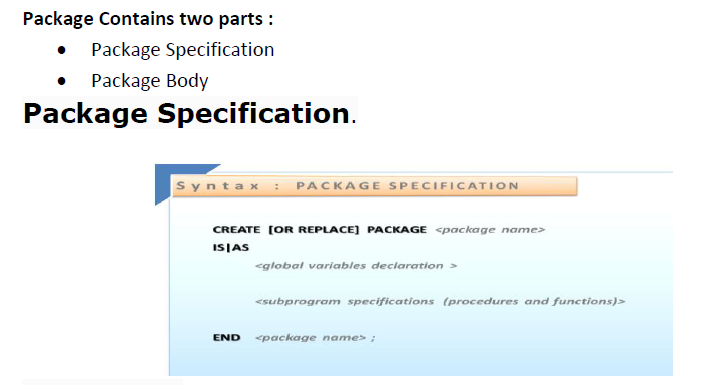 Package Contains two parts :
• Package Specification
• Package Body
Package Specification.
Syntax : PACKAGE SPECIFICATION
CREATE [OR REPLACE] PACKAGE <package name>
IS|AS
<global variables declaration >
<subprogram specifications (procedures and functions)>
END <package name> ;